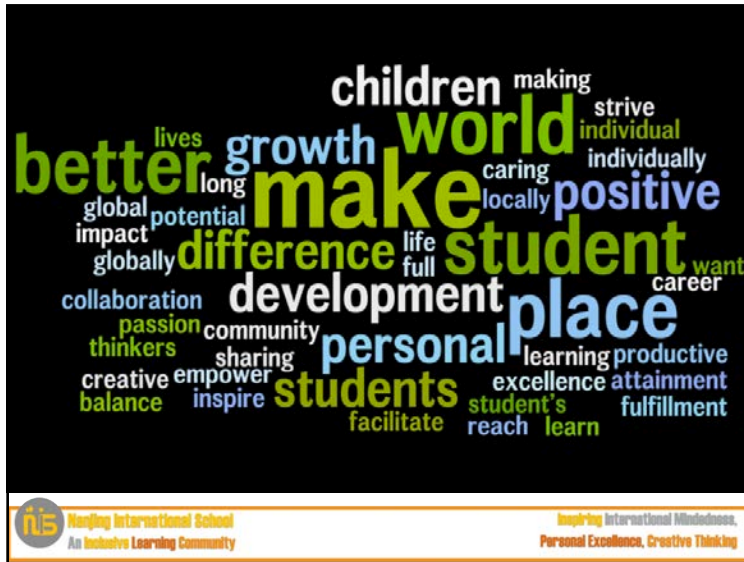 children making
world strive
individual
lives
better growth individually
long make caring
locally positive
global potential
impact
globally difference life
full student want
career
collaboration development place
passion community
thinkers sharing personal learning productive
creative empower students excellence attainment
balance inspire student's fulfillment
facilitate reach learn
nis Nanjing International School
An Inclusive Learning Community
Inspiring International Mindedness,
Personal Excellence, Creative Thinking